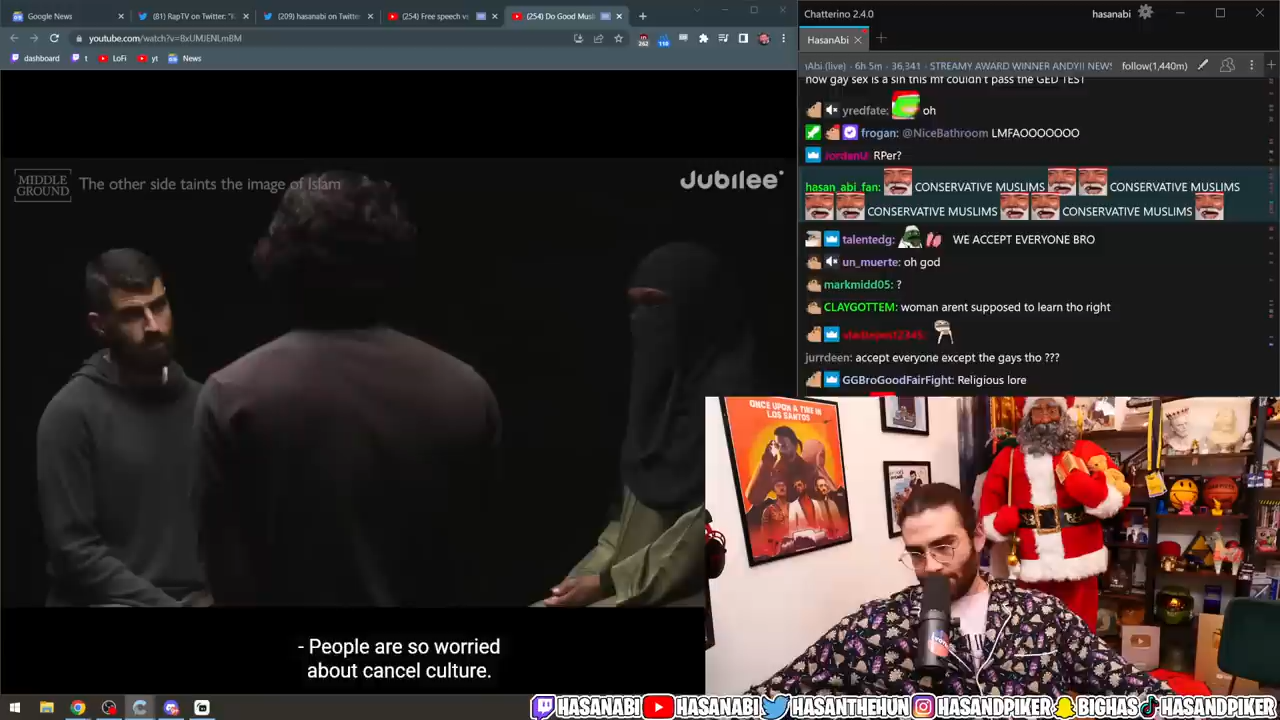 Google News
(81) RapTV on Twitter: "E
(209) hasanabi on Twitter
(254) Free speech v
(254) Do Good Musl
youtube.com/watch?v=BxUMJENLmBM
262
118
dashboard
t
LoFi
yt
News
MIDDLE
GROUND
The other side taints the image of Islam
Jubilee
- People are so worried
about cancel culture.
Chatterino 2.4.0
hasanabi
HasanAbi
\Abi (live) - 6h 5m - 36,341 - STREAMY AWARD WINNER ANDY!! NEWS
follow(1,440m)
how gay sex is a sin this mf couldn't pass the GED TEST
yredfate: oh
frogan: @NiceBathroom LMFAOOOOOO
JordanU: RPer?
hasan_abi_fan: CONSERVATIVE MUSLIMS CONSERVATIVE MUSLIMS
CONSERVATIVE MUSLIMS CONSERVATIVE MUSLIMS
talentedg: WE ACCEPT EVERYONE BRO
un_muerte: oh god
markmidd05: ?
CLAYGOTTEM: woman arent supposed to learn tho right
jurrdeen: accept everyone except the gays tho ???
GGBroGoodFairFight: Religious lore
ONCE UPON A TIME IN
LOS SANTOS
HASANABI HASANABI HASANTHEHUN HASANDPIKER BIGHAS HASANDPIKER